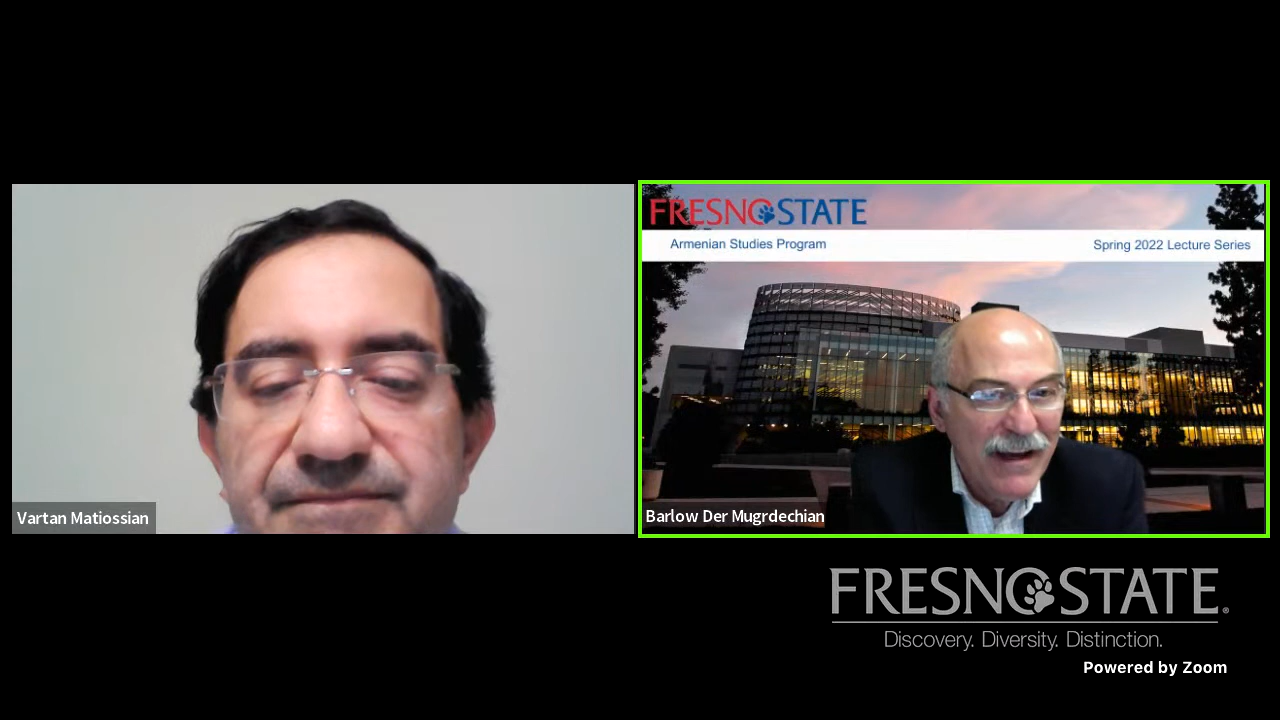 FRESNO STATE
Armenian Studies Program
Spring 2022 Lecture Series
Vartan Matiossian
Barlow Der Mugrdechian
FRESNO STATE®
Discovery. Diversity. Distinction.
Powered by Zoom